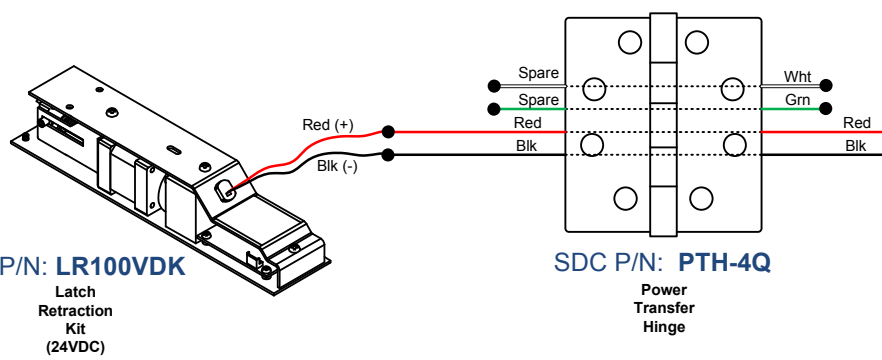 Spare
Wht
Spare
Grn
Red (+)
Red
Red
Blk (-)
Blk
Blk
P/N: LR100VDK
Latch
Retraction
Kit
(24VDC)
SDC P/N: PTH-4Q
Power
Transfer
Hinge